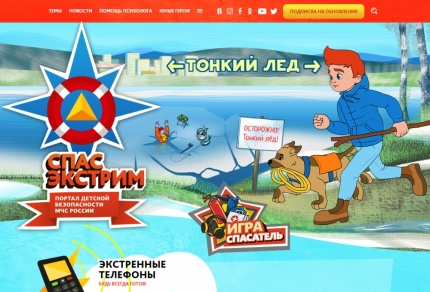 ТЕМЫ НОВОСТИ ПОМОЩЬ ПСИХОЛОГА ЮНЫЕ ГЕРОИ
ПОДПИСКА НА ОБНОВЛЕНИЯ
ТОНКИЙ ЛЕД
ОСТОРОЖНО!
Тонкий лёд!
СПАС
ЭКСТРИМ
ПОРТАЛ ДЕТСКОЙ
БЕЗОПАСНОСТИ
МЧС РОССИИ
ИГРА
СПАСАТЕЛЬ
ЭКСТРЕННЫЕ
ТЕЛЕФОНЫ
БУДЬ ВСЕГДА ГОТОВ!